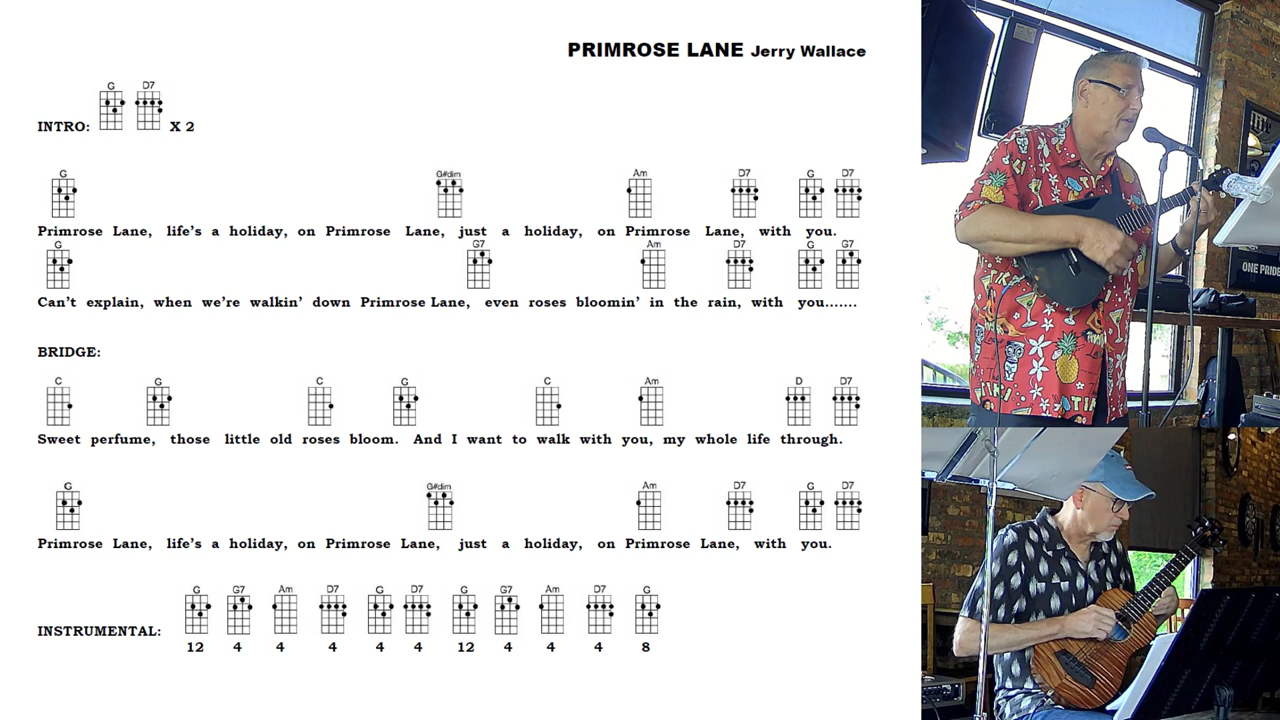 PRIMROSE LANE Jerry Wallace
G D7
INTRO: X 2
G G#dim Am D7 G D7
Primrose Lane, life's a holiday, on Primrose Lane, just a holiday, on Primrose Lane, with you.
G G7 Am D7 G G7
Can't explain, when we're walkin' down Primrose Lane, even roses bloomin' in the rain, with you.......
BRIDGE:
C G C G C Am D D7
Sweet perfume, those little old roses bloom. And I want to walk with you, my whole life through.
G G#dim Am D7 G D7
Primrose Lane, life's a holiday, on Primrose Lane, just a holiday, on Primrose Lane, with you.
G G7 Am D7 G D7 G G7 Am D7 G
INSTRUMENTAL:
12 4 4 4 4 4 12 4 4 4 8
Lite
ONE PRIDE